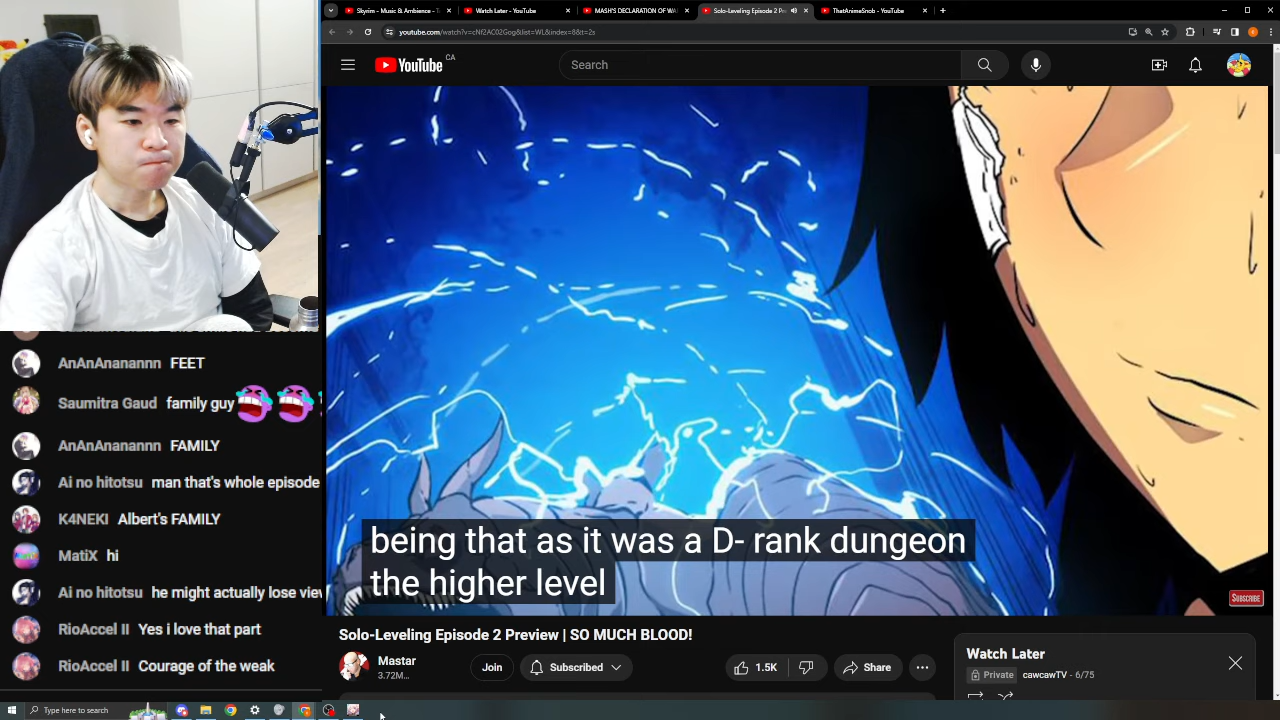 Skyrim - Music & Ambience - T
Watch Later - YouTube
MASH'S DECLARATION OF WA
Solo-Leveling Episode 2 Pre
ThatAnimeSnob - YouTube
youtube.com/watch?v=cNf2AC02Gog&list=WL&index=8&t=2s
YouTube CA
Search
being that as it was a D- rank dungeon
the higher level
SUBSCRIBE
AnAnAnanannn FEET
Saumitra Gaud family guy
AnAnAnanannn FAMILY
Ai no hitotsu man that's whole episode
K4NEKI Albert's FAMILY
MatiX hi
Ai no hitotsu he might actually lose vie
RioAccel II Yes i love that part
RioAccel II Courage of the weak
Solo-Leveling Episode 2 Preview | SO MUCH BLOOD!
Mastar
3.72M...
Join
Subscribed
1.5K
Share
Watch Later
Private cawcawTV - 6/75
Type here to search